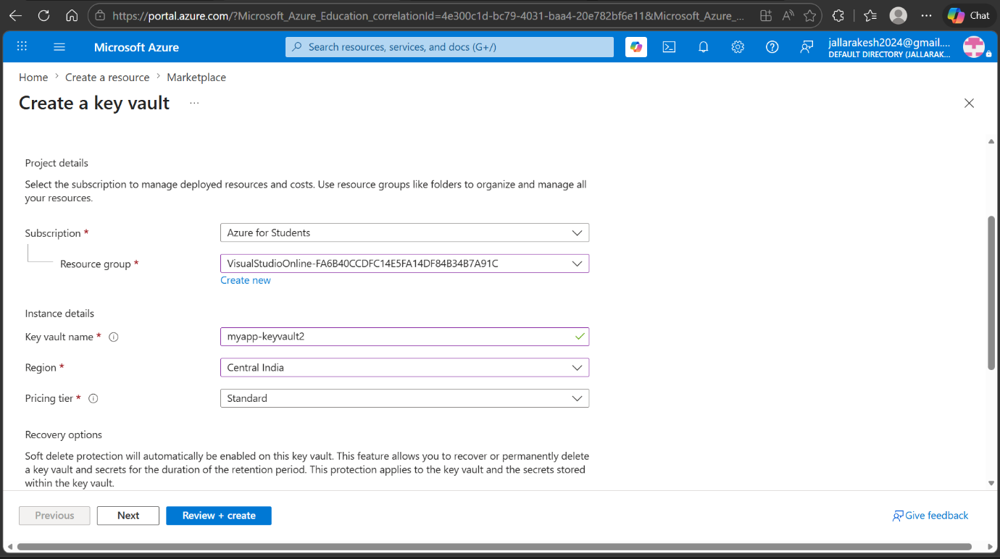 https://portal.azure.com/?Microsoft_Azure_Education_correlationId=4e300c1d-bc79-4031-baa4-20e782bf6e11&Microsoft_Azure_...
Chat
Microsoft Azure
Search resources, services, and docs (G+/)
jallarakesh2024@gmail....
DEFAULT DIRECTORY (JALLARAK...
Home > Create a resource > Marketplace
Create a key vault ...
Project details
Select the subscription to manage deployed resources and costs. Use resource groups like folders to organize and manage all
your resources.
Subscription *
Azure for Students
Resource group *
VisualStudioOnline-FA6B40CCDFC14E5FA14DF84B34B7A91C
Create new
Instance details
Key vault name *
myapp-keyvault2
Region *
Central India
Pricing tier *
Standard
Recovery options
Soft delete protection will automatically be enabled on this key vault. This feature allows you to recover or permanently delete
a key vault and secrets for the duration of the retention period. This protection applies to the key vault and the secrets stored
within the key vault.
Previous
Next
Review + create
Give feedback